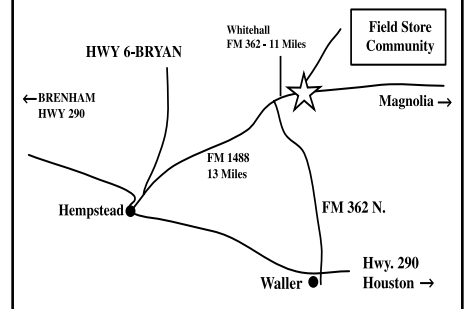 Whitehall
FM 362 - 11 Miles
Field Store
Community
HWY 6-BRYAN
←BRENHAM
HWY 290
Magnolia →
FM 1488
13 Miles
Hempstead
FM 362 N.
Hwy. 290
Houston →
Waller